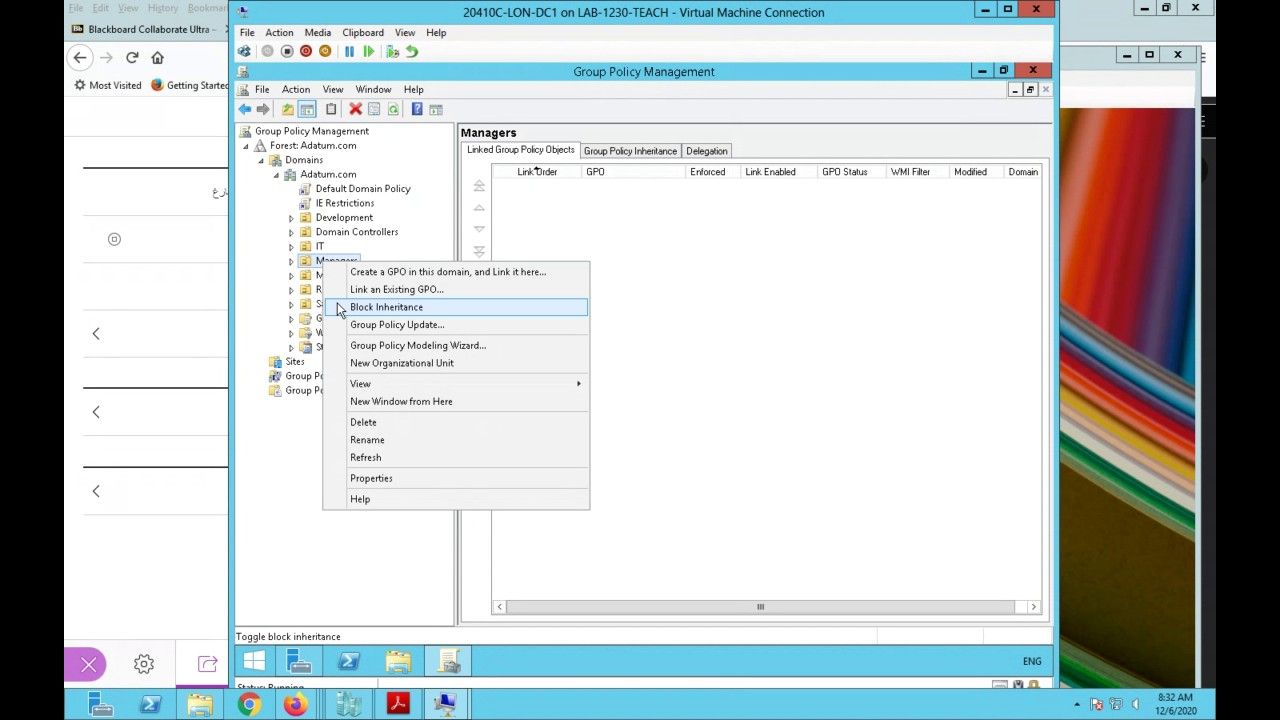 File Edit View History Bookmar
Blackboard Collaborate Ultra –
Most Visited Getting Started
20410C-LON-DC1 on LAB-1230-TEACH - Virtual Machine Connection
File Action Media Clipboard View Help
Group Policy Management
File Action View Window Help
Group Policy Management
Forest: Adatum.com
Domains
Adatum.com
Default Domain Policy
IE Restrictions
Development
Domain Controllers
IT
Managers
M
R
S
G
W
St
Sites
Group Po
Group Po
Managers
Linked Group Policy Objects Group Policy Inheritance Delegation
Link Order GPO Enforced Link Enabled GPO Status WMI Filter Modified Domain
Create a GPO in this domain, and Link it here...
Link an Existing GPO...
Block Inheritance
Group Policy Update...
Group Policy Modeling Wizard...
New Organizational Unit
View
New Window from Here
Delete
Rename
Refresh
Properties
Help
Toggle block inheritance
ENG
Status: Running
8:32 AM
12/6/2020